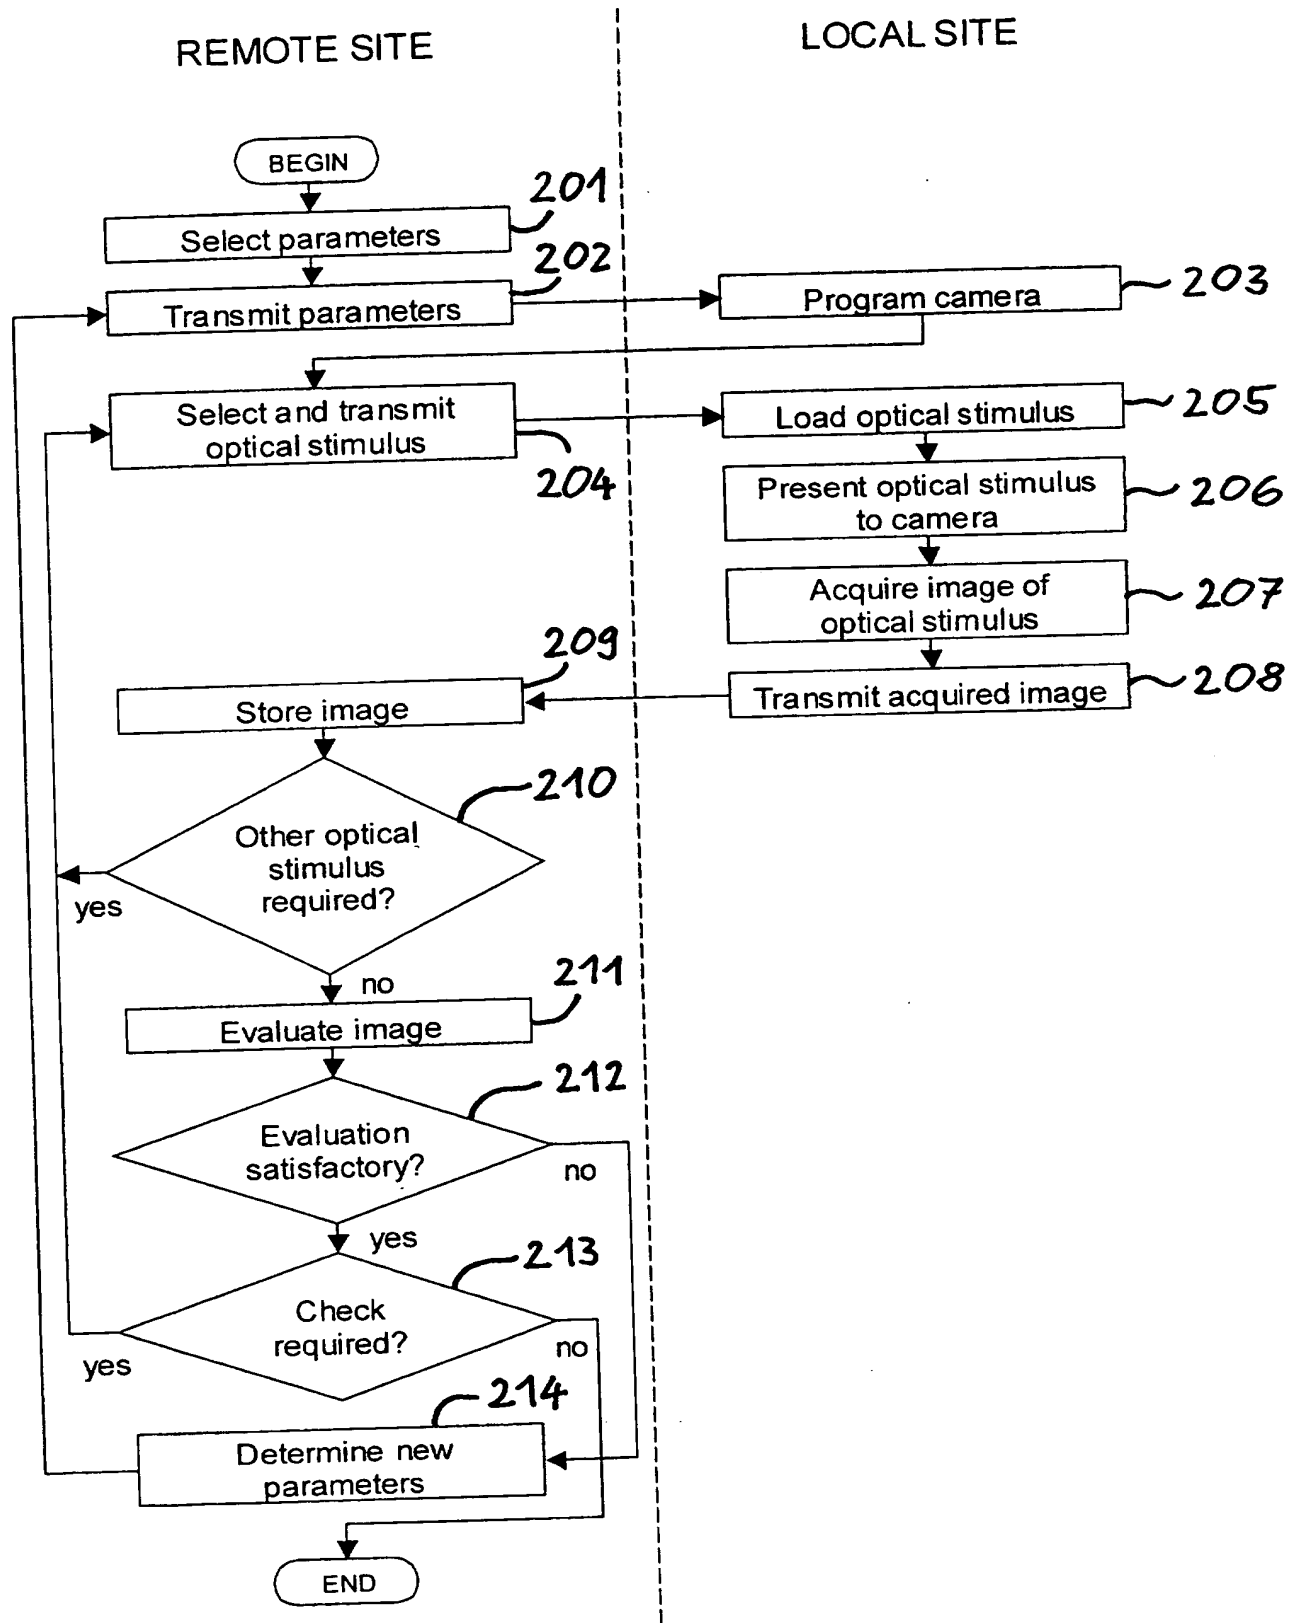 REMOTE SITE
LOCAL SITE
BEGIN
201
Select parameters
202
Transmit parameters
Program camera
203
Select and transmit
optical stimulus
204
Load optical stimulus
205
Present optical stimulus
to camera
206
Acquire image of
optical stimulus
207
Transmit acquired image
208
209
Store image
210
Other optical
stimulus
required?
yes
no
211
Evaluate image
212
Evaluation
satisfactory?
no
yes
213
Check
required?
yes
no
214
Determine new
parameters
END